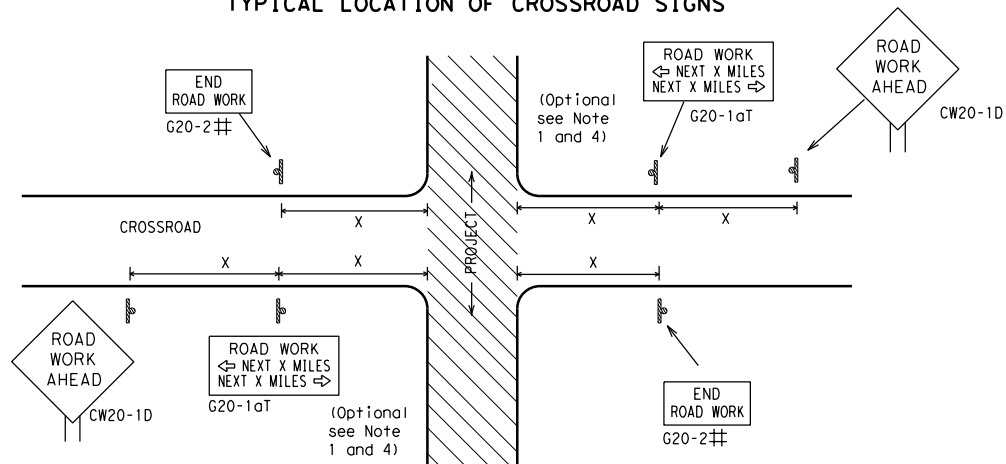 TYPICAL LOCATION OF CROSSROAD SIGNS
END
ROAD WORK
G20-2#
(Optional
see Note
1 and 4)
ROAD WORK
⇦ NEXT X MILES
NEXT X MILES ⇨
G20-1aT
ROAD
WORK
AHEAD
CW20-1D
CROSSROAD
X
X
X
PROJECT
X
X
X
ROAD
WORK
AHEAD
CW20-1D
ROAD WORK
⇦ NEXT X MILES
NEXT X MILES ⇨
G20-1aT
(Optional
see Note
1 and 4)
END
ROAD WORK
G20-2#